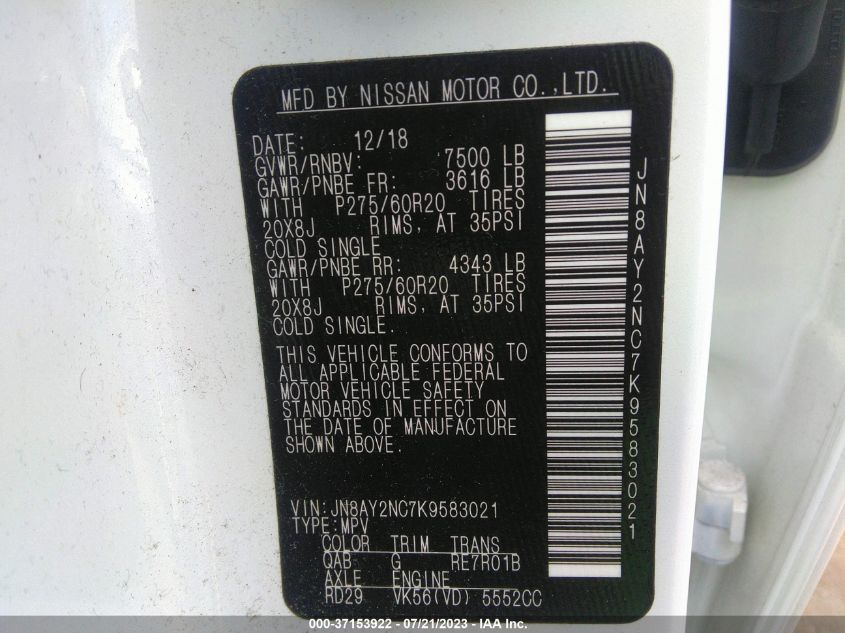 MFD BY NISSAN MOTOR CO.,LTD.
DATE: 12/18
GVWR/RNBV: 7500 LB
GAWR/PNBE FR: 3616 LB
WITH P275/60R20 TIRES
20X8J RIMS, AT 35PSI
COLD SINGLE
GAWR/PNBE RR: 4343 LB
WITH P275/60R20 TIRES
20X8J RIMS, AT 35PSI
COLD SINGLE.
THIS VEHICLE CONFORMS TO
ALL APPLICABLE FEDERAL
MOTOR VEHICLE SAFETY
STANDARDS IN EFFECT ON
THE DATE OF MANUFACTURE
SHOWN ABOVE.
VIN:JN8AY2NC7K9583021
TYPE:MPV
COLOR TRIM TRANS
QAB G RE7R01B
AXLE ENGINE
RD29 VK56(VD) 5552CC
JN8AY2NC7K9583021
000-37153922 - 07/21/2023 - IAA Inc.